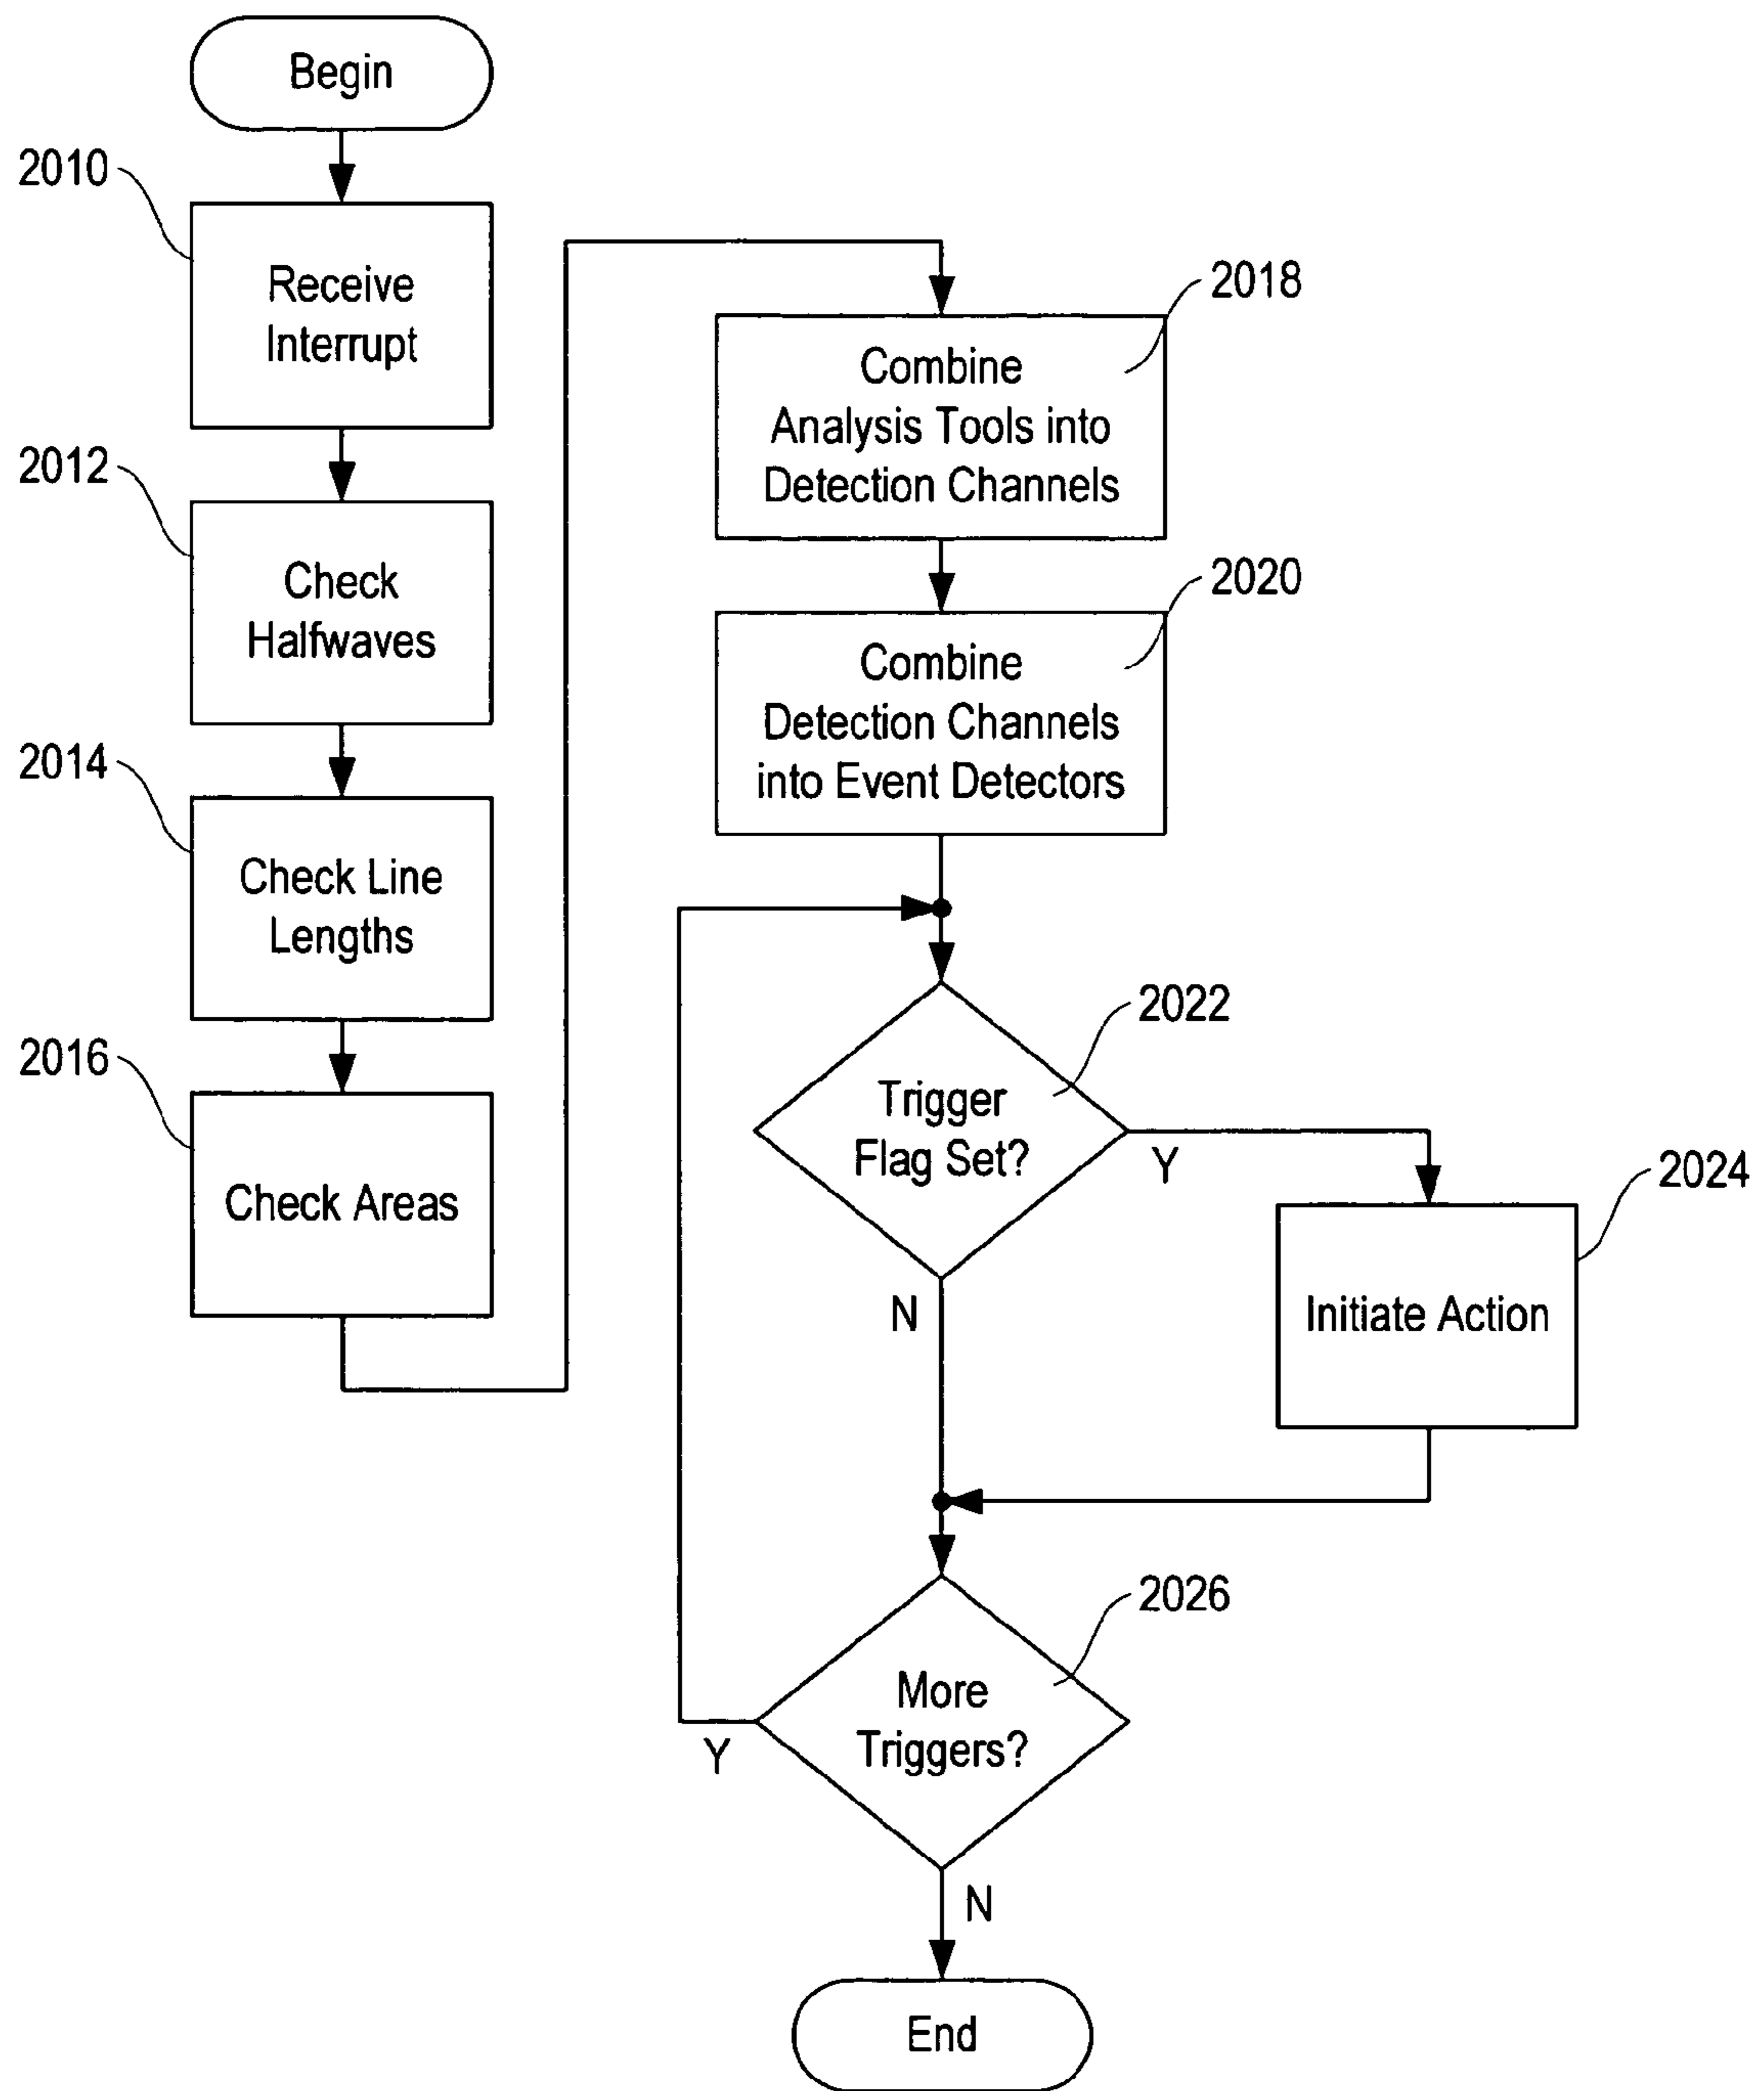 Begin
2010
Receive
Interrupt
2012
Check
Halfwaves
2014
Check Line
Lengths
2016
Check Areas
2018
Combine
Analysis Tools into
Detection Channels
2020
Combine
Detection Channels
into Event Detectors
2022
Trigger
Flag Set?
Y
N
2024
Initiate Action
2026
More
Triggers?
Y
N
End